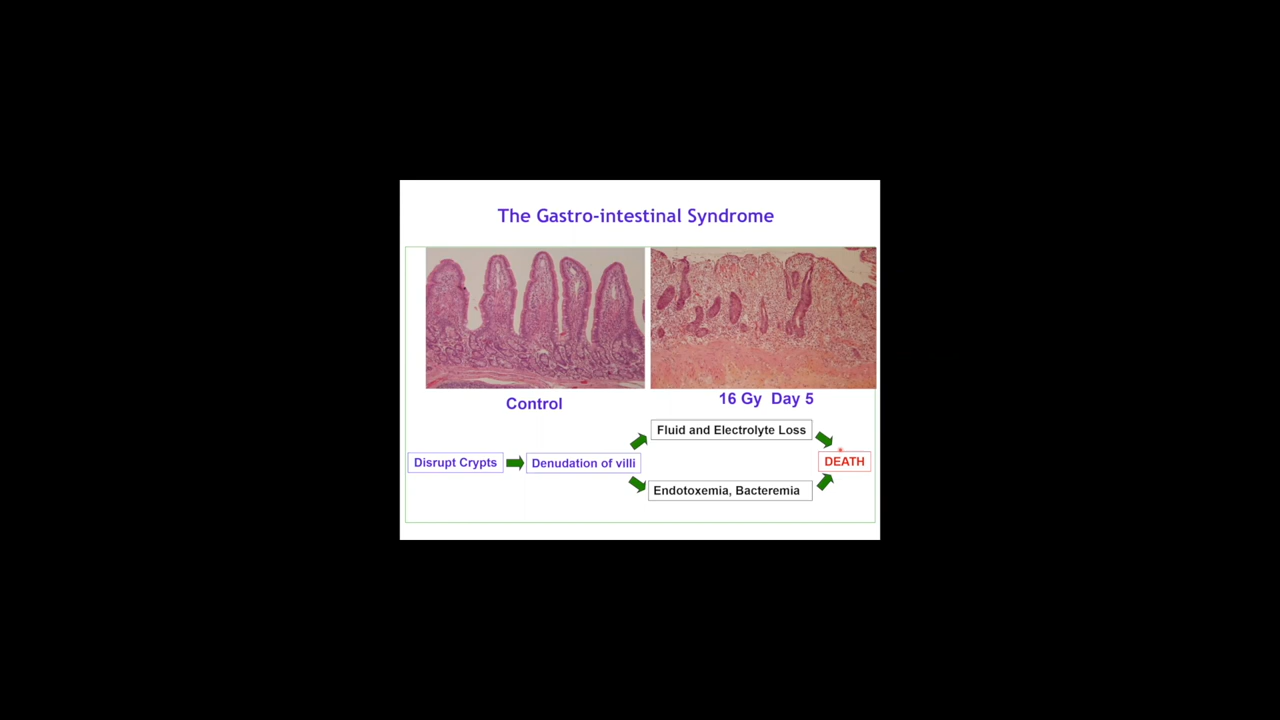 The Gastro-intestinal Syndrome
Control
16 Gy Day 5
Disrupt Crypts
Denudation of villi
Fluid and Electrolyte Loss
Endotoxemia, Bacteremia
DEATH